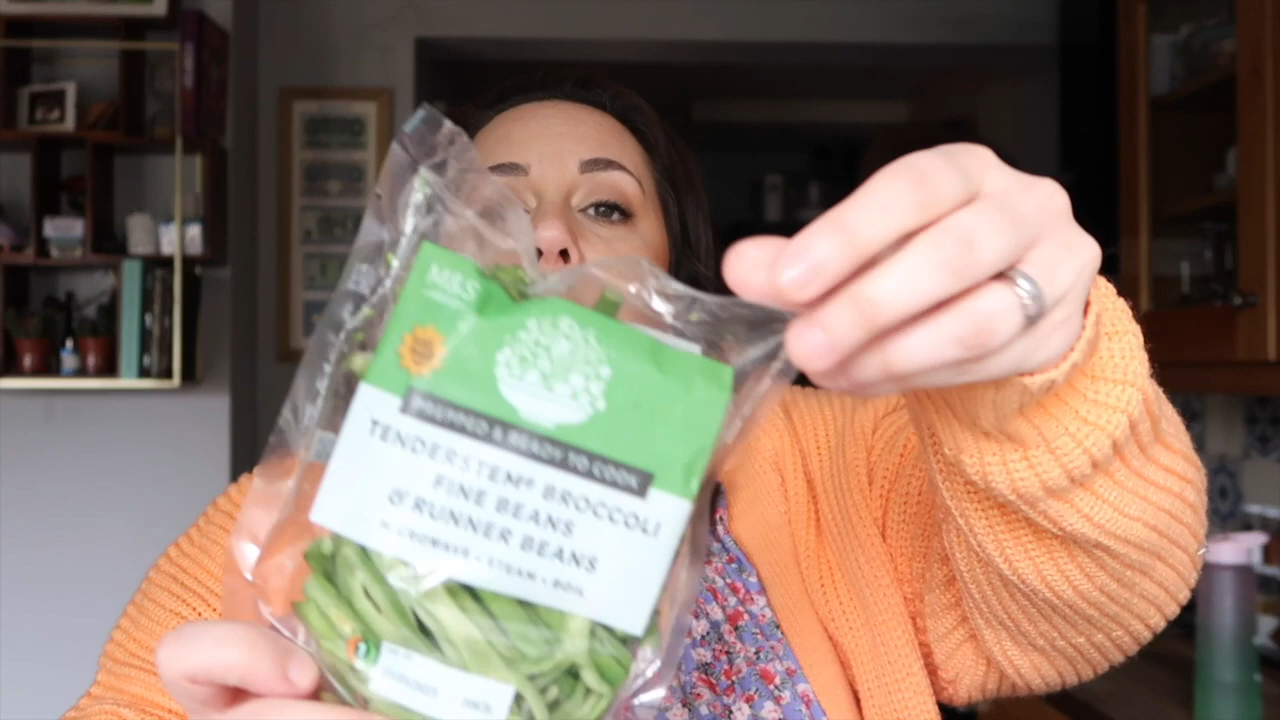 M&S
PREPPED & READY TO COOK
TENDERSTEM® BROCCOLI
FINE BEANS
& RUNNER BEANS
MICROWAVE • STEAM • BOIL